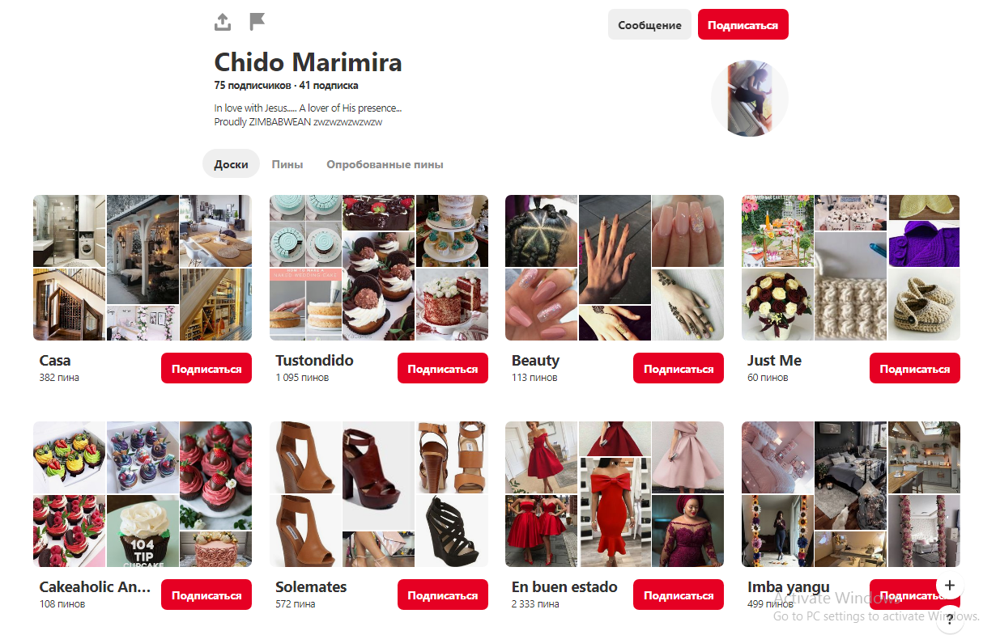 Сообщение
Подписаться
Chido Marimira
75 подписчиков · 41 подписка
In love with Jesus..... A lover of His presence...
Proudly ZIMBABWEAN zwzwzwzwzwzw
Доски
Пины
Опробованные пины
HOW TO MAKE A
NAKED WEDDING CAKE
BACKYARD BAR CART STYLE
Casa
382 пина
Подписаться
Tustondido
1 095 пинов
Подписаться
Beauty
113 пинов
Подписаться
Just Me
60 пинов
Подписаться
104
TIP
CUPCAKE
Cakeaholic An...
108 пинов
Подписаться
Solemates
572 пина
Подписаться
En buen estado
2 333 пина
Подписаться
Imba yangu
499 пинов
Подписаться
+
Activate Windows
Go to PC settings to activate Windows.
?